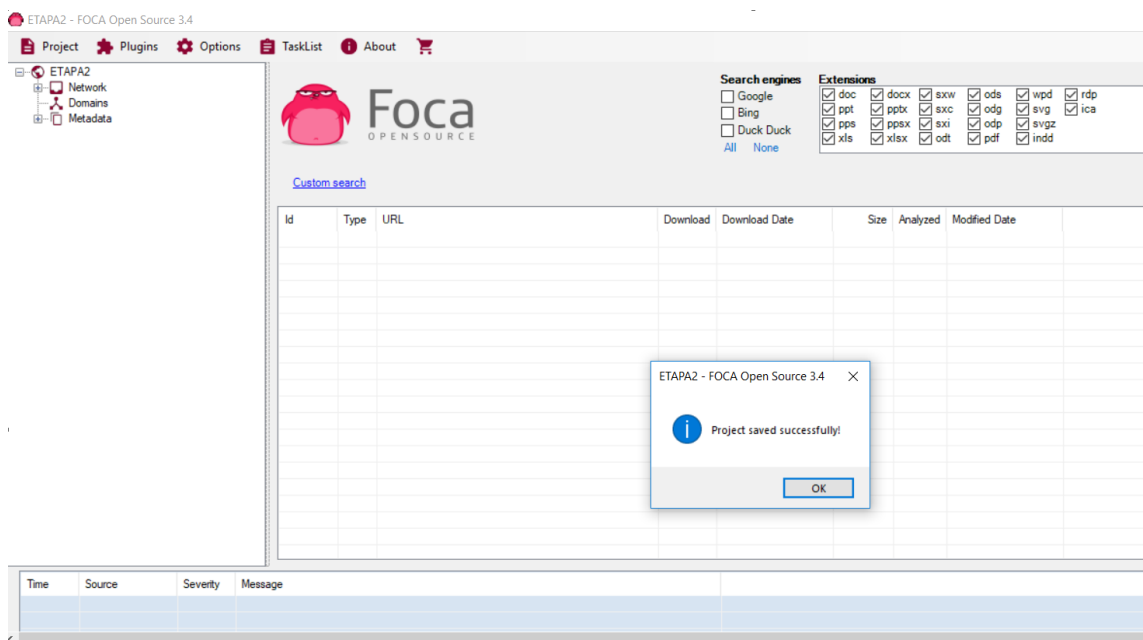 ETAPA2 - FOCA Open Source 3.4
Project Plugins Options TaskList About
ETAPA2
Network
Domains
Metadata
Foca
OPENSOURCE
Search engines
Google
Bing
Duck Duck
All None
Extensions
doc docx sxw ods wpd rdp
ppt pptx sxc odg svg ica
pps ppsx sxi odp svgz
xls xlsx odt pdf indd
Custom search
Id Type URL Download Download Date Size Analyzed Modified Date
ETAPA2 - FOCA Open Source 3.4
Project saved successfully!
OK
Time Source Severity Message